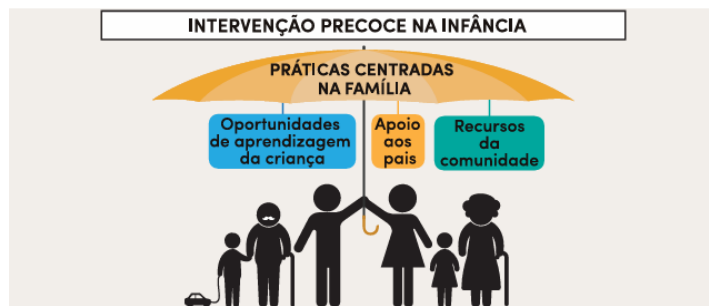 INTERVENÇÃO PRECOCE NA INFÂNCIA
PRÁTICAS CENTRADAS
NA FAMÍLIA
Oportunidades
de aprendizagem
da criança
Apoio
aos
pais
Recursos
da
comunidade